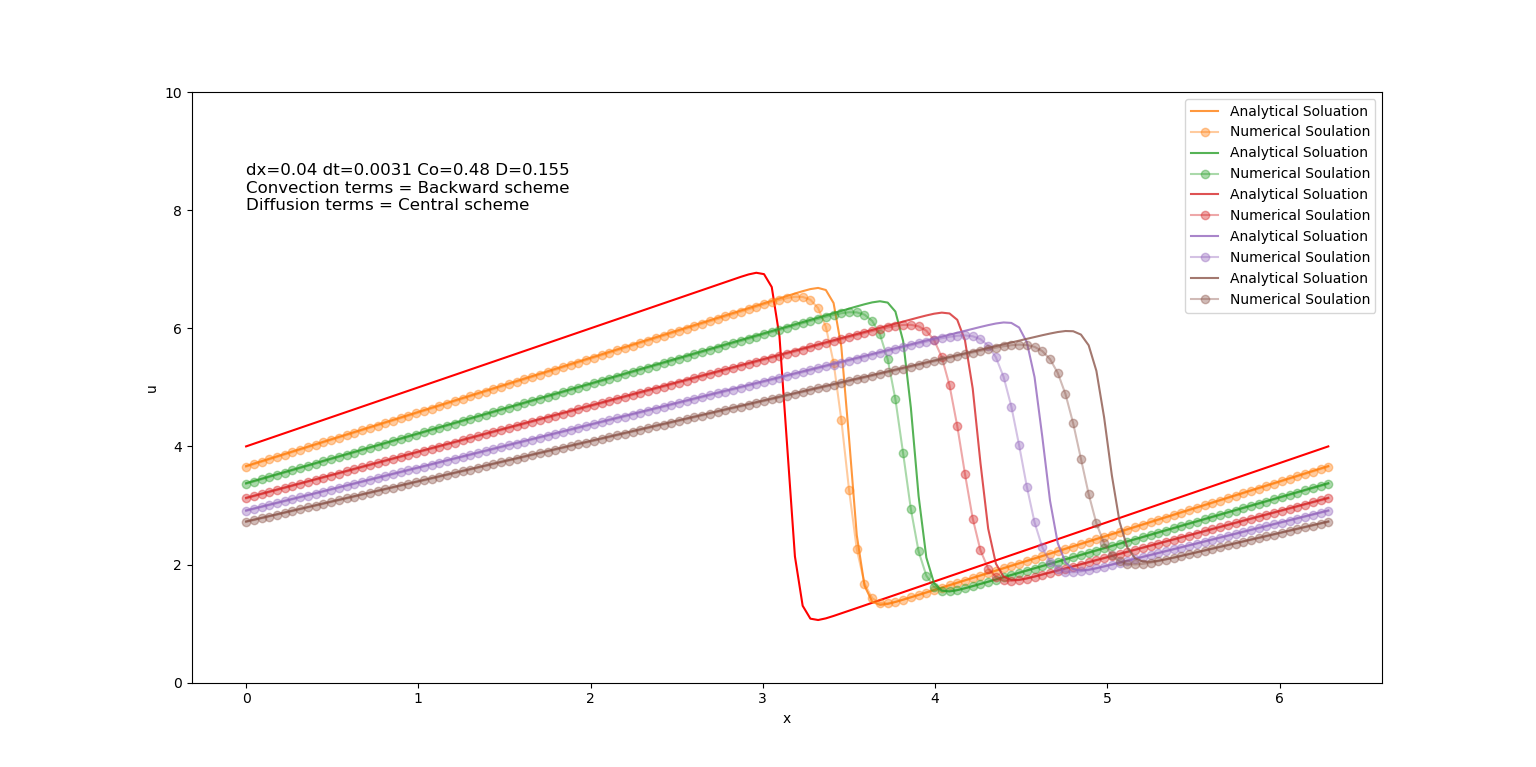 10
8
6
4
2
0
u
dx=0.04 dt=0.0031 Co=0.48 D=0.155
Convection terms = Backward scheme
Diffusion terms = Central scheme
Analytical Soluation
Numerical Soulation
Analytical Soluation
Numerical Soulation
Analytical Soluation
Numerical Soulation
Analytical Soluation
Numerical Soulation
Analytical Soluation
Numerical Soulation
0 1 2 3 4 5 6
x